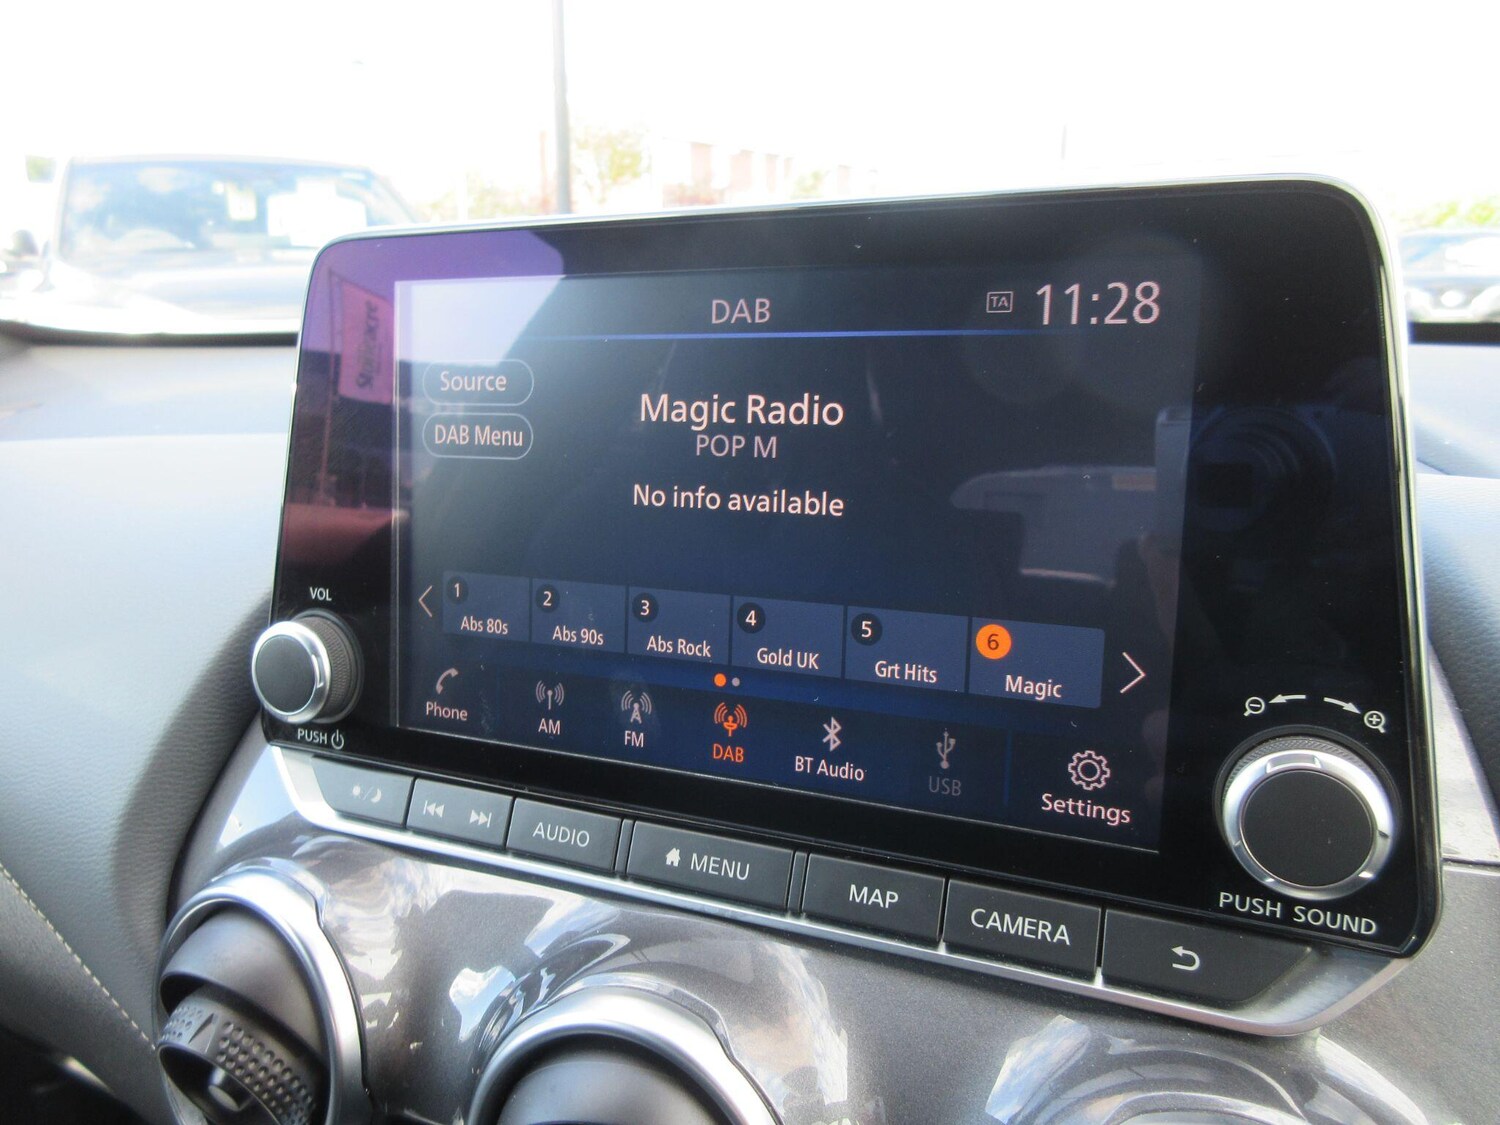 DAB
TA
11:28
Source
DAB Menu
Magic Radio
POP M
No info available
1
Abs 80s
2
Abs 90s
3
Abs Rock
4
Gold UK
5
Grt Hits
6
Magic
Phone
AM
FM
DAB
BT Audio
USB
Settings
VOL
PUSH
PUSH SOUND
AUDIO
MENU
MAP
CAMERA